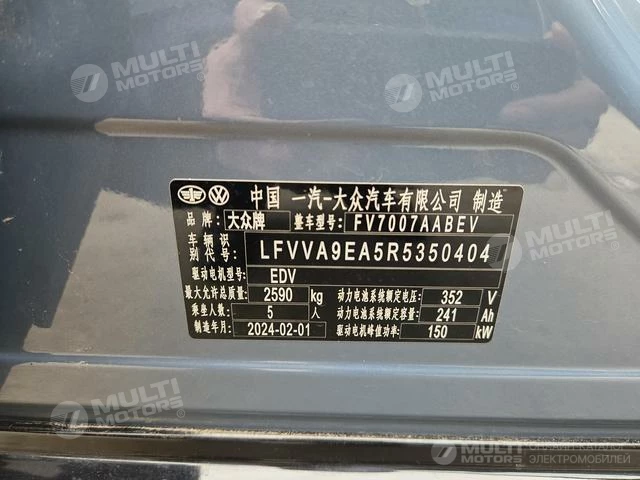 MULTI MOTORS
MULTI MOTORS
MULTI MOTORS
中国 一汽-大众汽车有限公司 制造
品牌: 大众牌 整车型号: FV7007AABEV
车辆识别代号: LFVVA9EA5R5350404
驱动电机型号: EDV
最大允许总质量: 2590 kg 动力电池系统额定电压: 352 V
乘坐人数: 5 人 动力电池系统额定容量: 241 Ah
制造年月: 2024-02-01 驱动电机峰值功率: 150 kW
MULTI MOTORS
MULTI MOTORS
MULTI MOTORS
ЭЛЕКТРОМОБИЛЕЙ